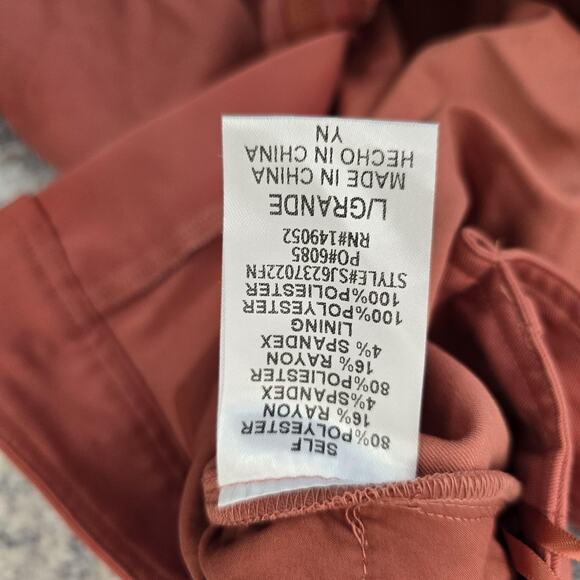 SELF
80%POLYESTER
16% RAYON
4%SPANDEX
80%POLIESTER
16% RAYON
4% SPANDEX
LINING
100%POLYESTER
100%POLIESTER
STYLE#SJ6237022FN
PO#6085
RN#149052
L/GRANDE
MADE IN CHINA
HECHO IN CHINA
YN